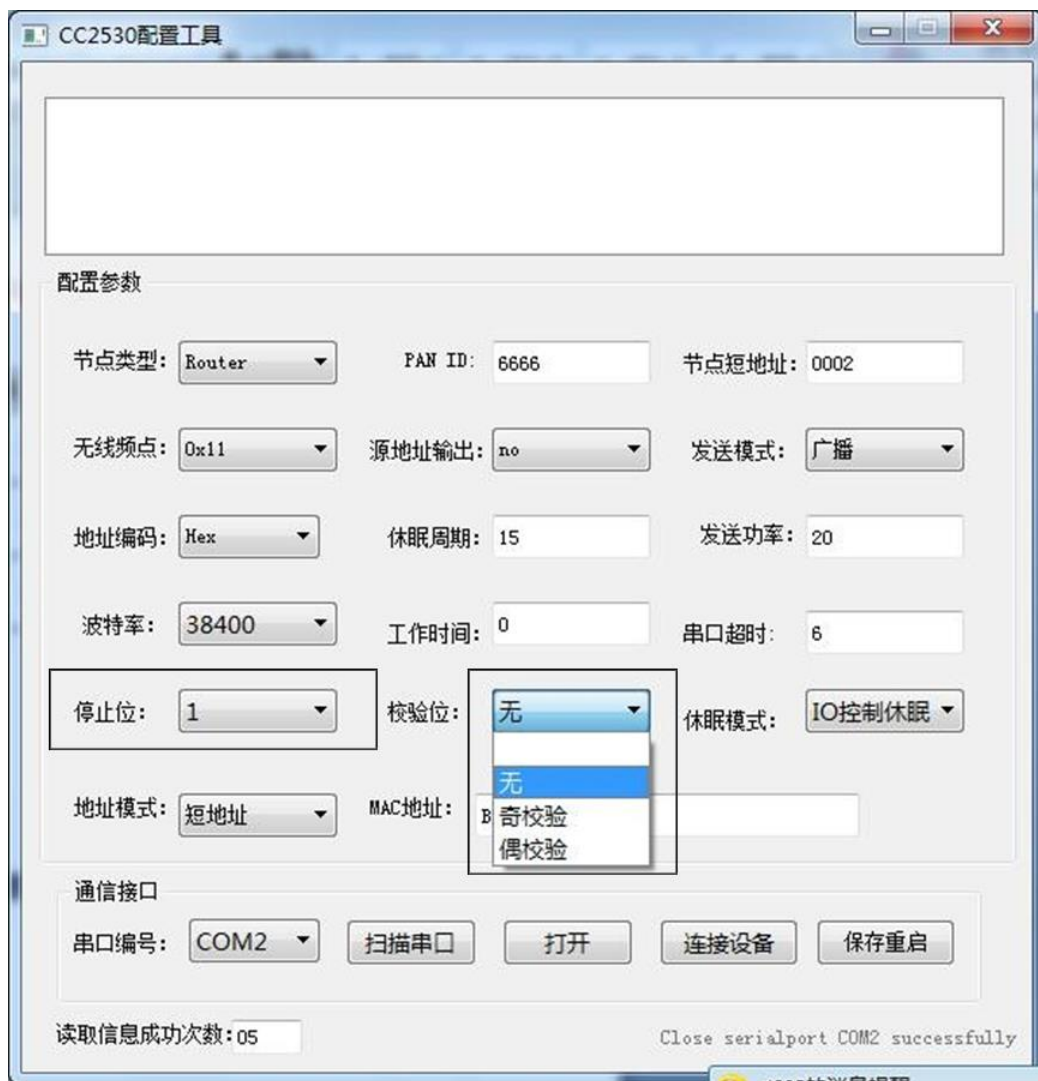 CC2530配置工具
配置参数
节点类型: Router PAN ID: 6666 节点短地址: 0002
无线频点: 0x11 源地址输出: no 发送模式: 广播
地址编码: Hex 休眠周期: 15 发送功率: 20
波特率: 38400 工作时间: 0 串口超时: 6
停止位: 1 校验位: 无 休眠模式: IO控制休眠
无
奇校验
偶校验
地址模式: 短地址 MAC地址: B
通信接口
串口编号: COM2 扫描串口 打开 连接设备 保存重启
读取信息成功次数: 05 Close serialport COM2 successfully